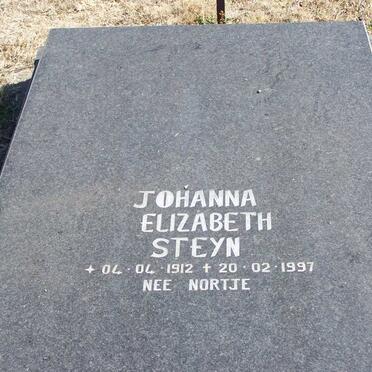 JOHANNA
ELIZABETH
STEYN
+ 04·04·1912 ✝ 20·02·1997
NEE NORTJE